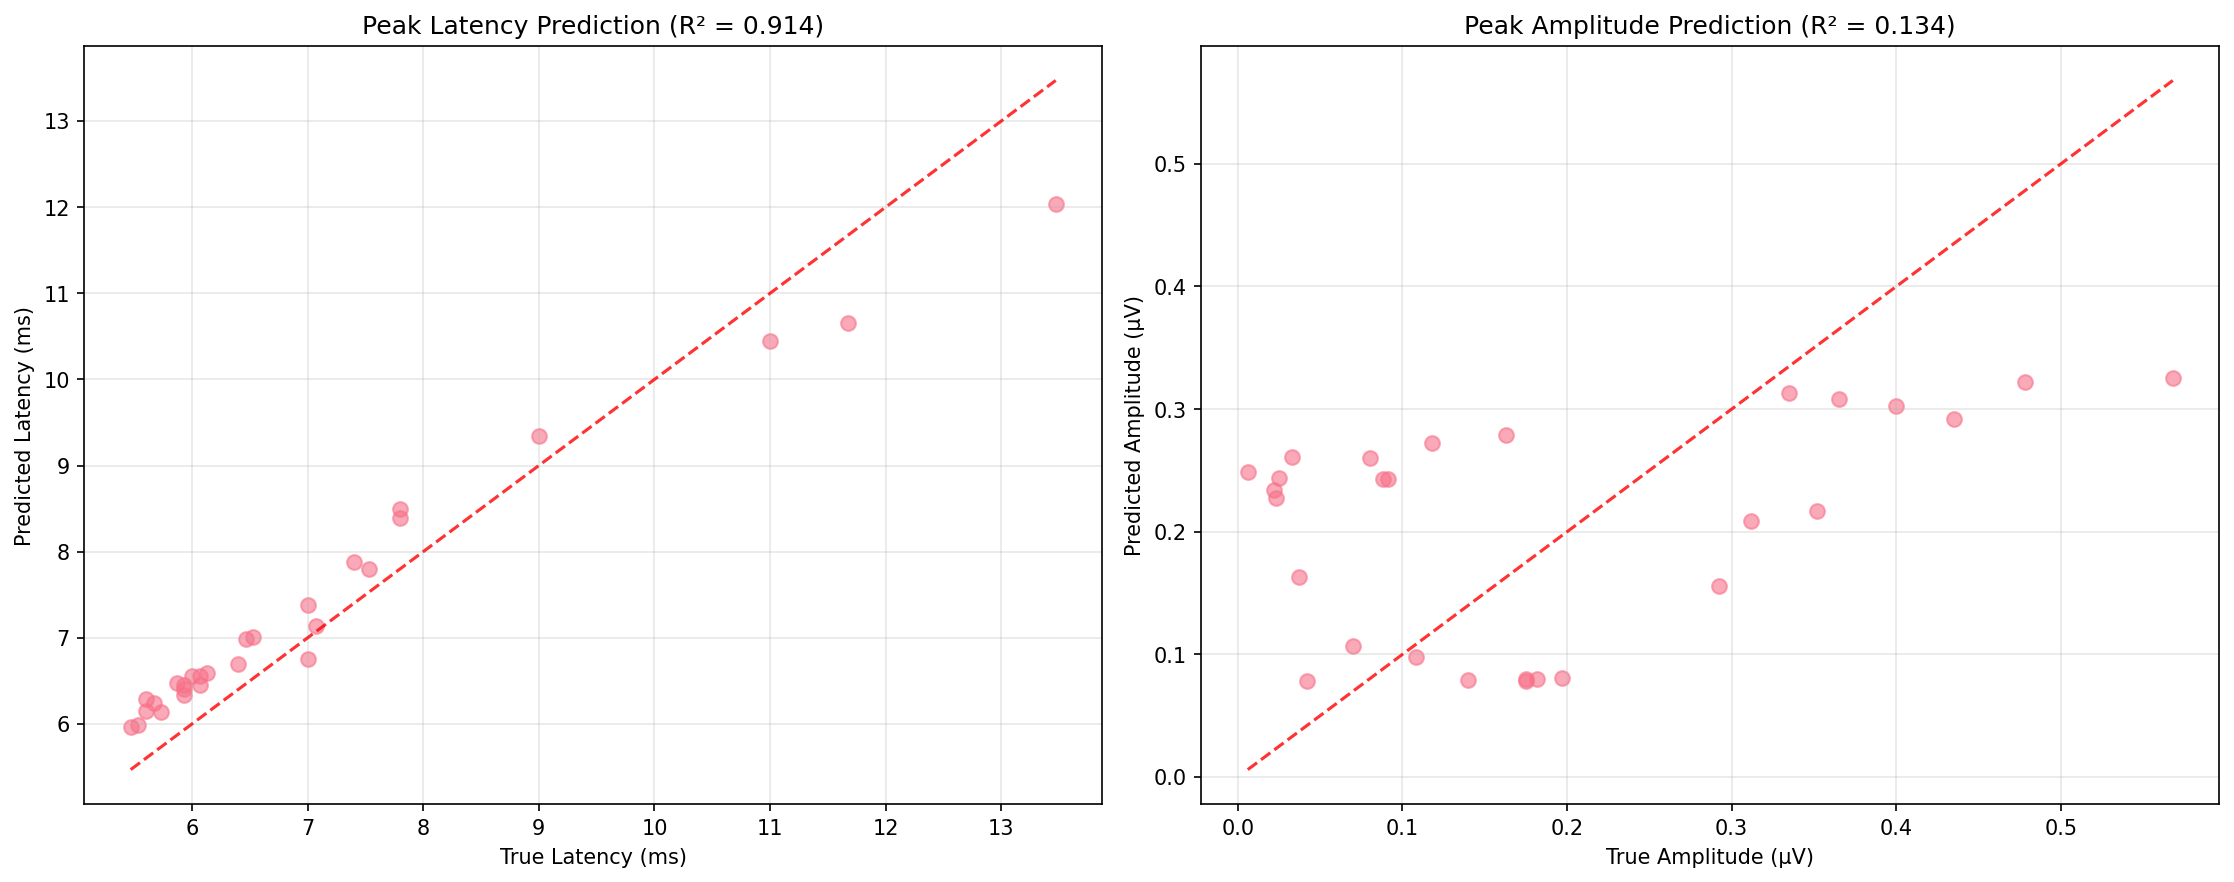 Peak Latency Prediction (R² = 0.914)
Predicted Latency (ms)
13
12
11
10
9
8
7
6
6 7 8 9 10 11 12 13
True Latency (ms)
Peak Amplitude Prediction (R² = 0.134)
Predicted Amplitude (μV)
0.5
0.4
0.3
0.2
0.1
0.0
0.0 0.1 0.2 0.3 0.4 0.5
True Amplitude (μV)